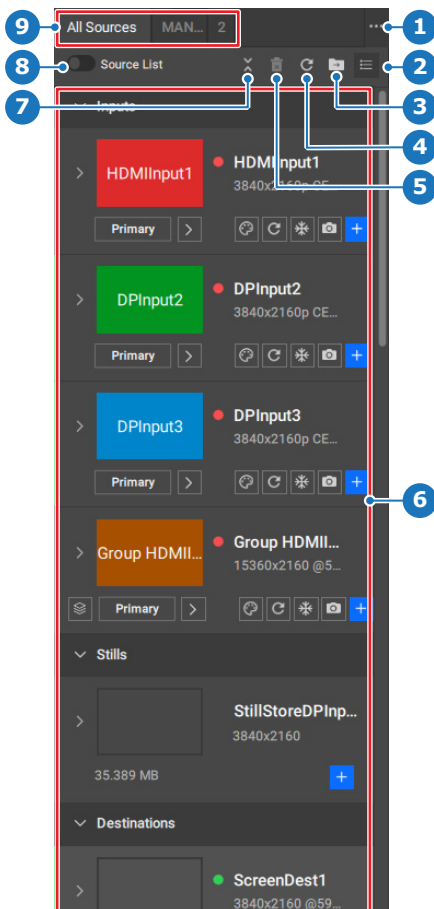 9
All Sources MAN... 2
1
8
Source List
2
7
3
4
5
Inputs
HDMIInput1
HDMIInput1
3840x2160p CE...
Primary
DPInput2
DPInput2
3840x2160p CE...
Primary
DPInput3
DPInput3
3840x2160p CE...
Primary
6
Group HDMII...
Group HDMII...
15360x2160 @5...
Primary
Stills
StillStoreDPInp...
3840x2160
35.389 MB
Destinations
ScreenDest1
3840x2160 @59...